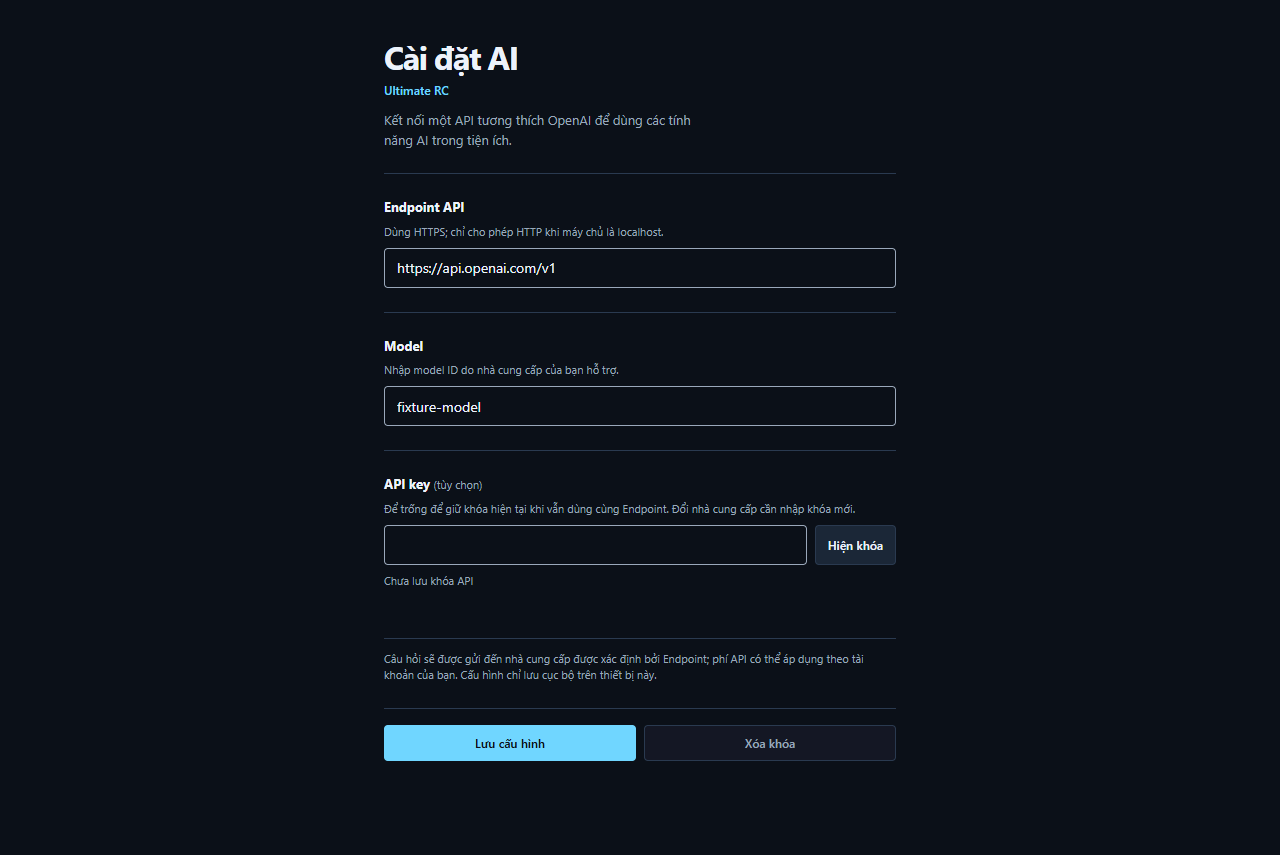 Cài đặt AI
Ultimate RC
Kết nối một API tương thích OpenAI để dùng các tính
năng AI trong tiện ích.
Endpoint API
Dùng HTTPS; chỉ cho phép HTTP khi máy chủ là localhost.
https://api.openai.com/v1
Model
Nhập model ID do nhà cung cấp của bạn hỗ trợ.
fixture-model
API key (tùy chọn)
Để trống để giữ khóa hiện tại khi vẫn dùng cùng Endpoint. Đổi nhà cung cấp cần nhập khóa mới.
Hiện khóa
Chưa lưu khóa API
Câu hỏi sẽ được gửi đến nhà cung cấp được xác định bởi Endpoint; phí API có thể áp dụng theo tài
khoản của bạn. Cấu hình chỉ lưu cục bộ trên thiết bị này.
Lưu cấu hình
Xóa khóa